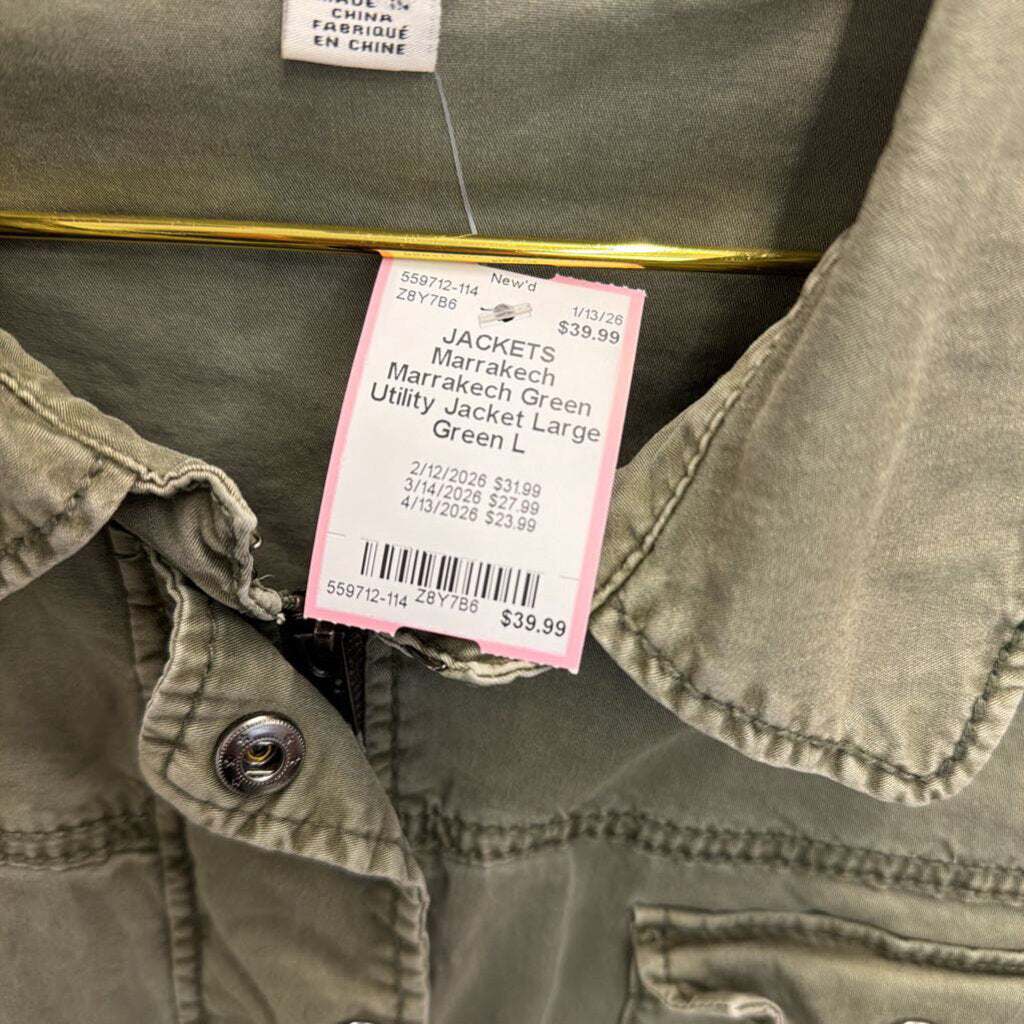 MADE IN
CHINA
FABRIQUÉ
EN CHINE
559712-114 New'd 1/13/26
Z8Y7B6 $39.99
JACKETS
Marrakech
Marrakech Green
Utility Jacket Large
Green L
2/12/2026 $31.99
3/14/2026 $27.99
4/13/2026 $23.99
559712-114 Z8Y7B6 $39.99